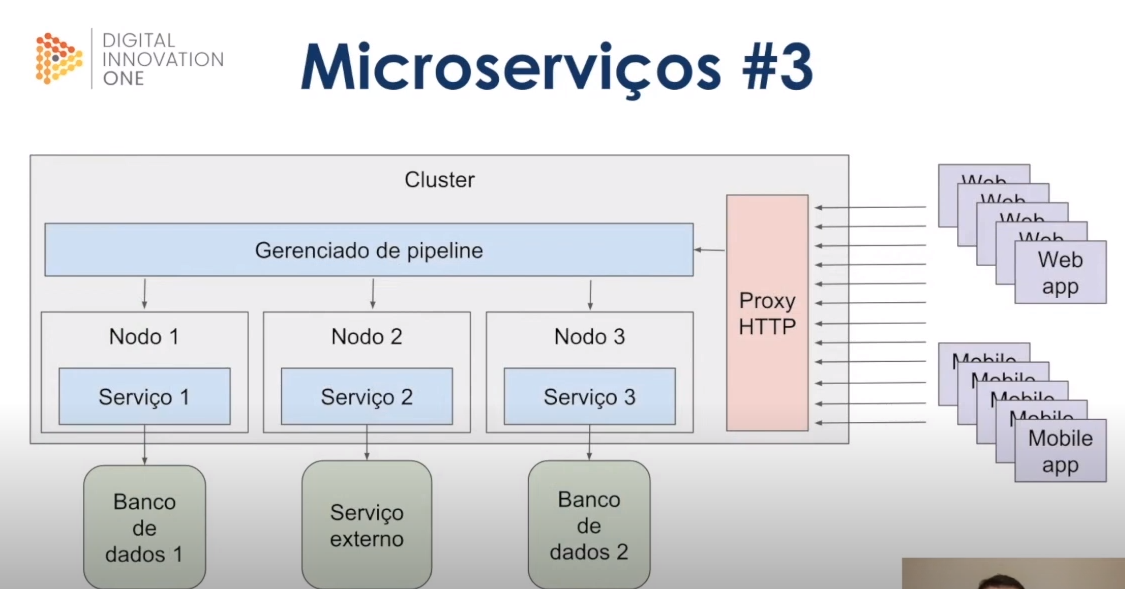 DIGITAL
INNOVATION
ONE
Microserviços #3
Cluster
Gerenciado de pipeline
Proxy
HTTP
Nodo 1
Nodo 2
Nodo 3
Serviço 1
Serviço 2
Serviço 3
Banco
de
dados 1
Serviço
externo
Banco
de
dados 2
Web
Web
Web
Web
Web
app
Mobile
Mobile
Mobile
Mobile
Mobile
app